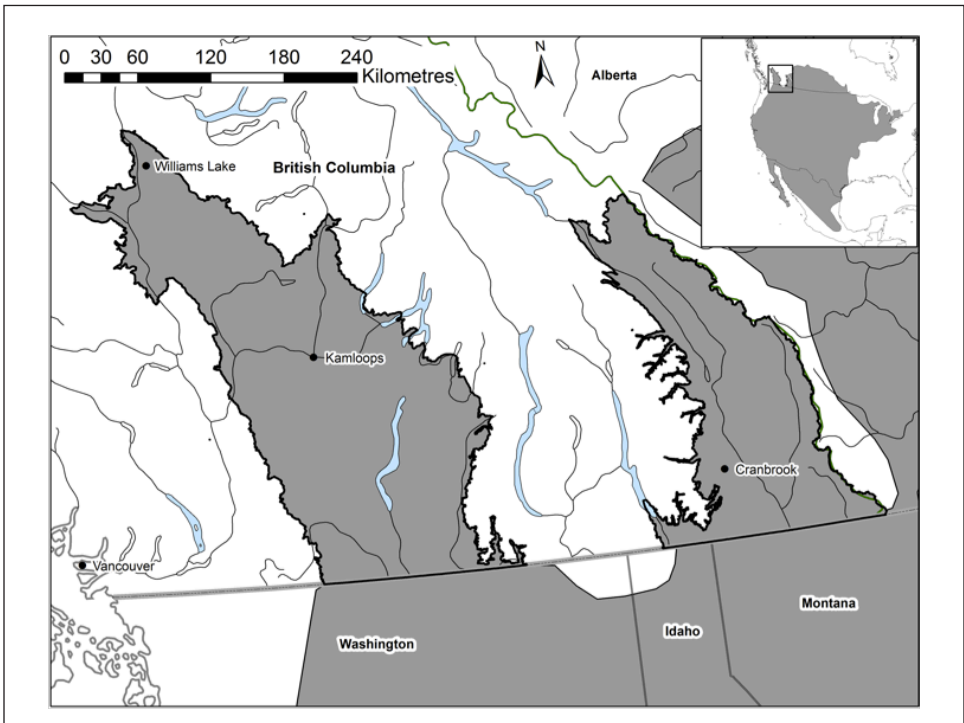 0 30 60 120 180 240
Kilometres
N
Alberta
Williams Lake
British Columbia
Kamloops
Cranbrook
Vancouver
Montana
Idaho
Washington